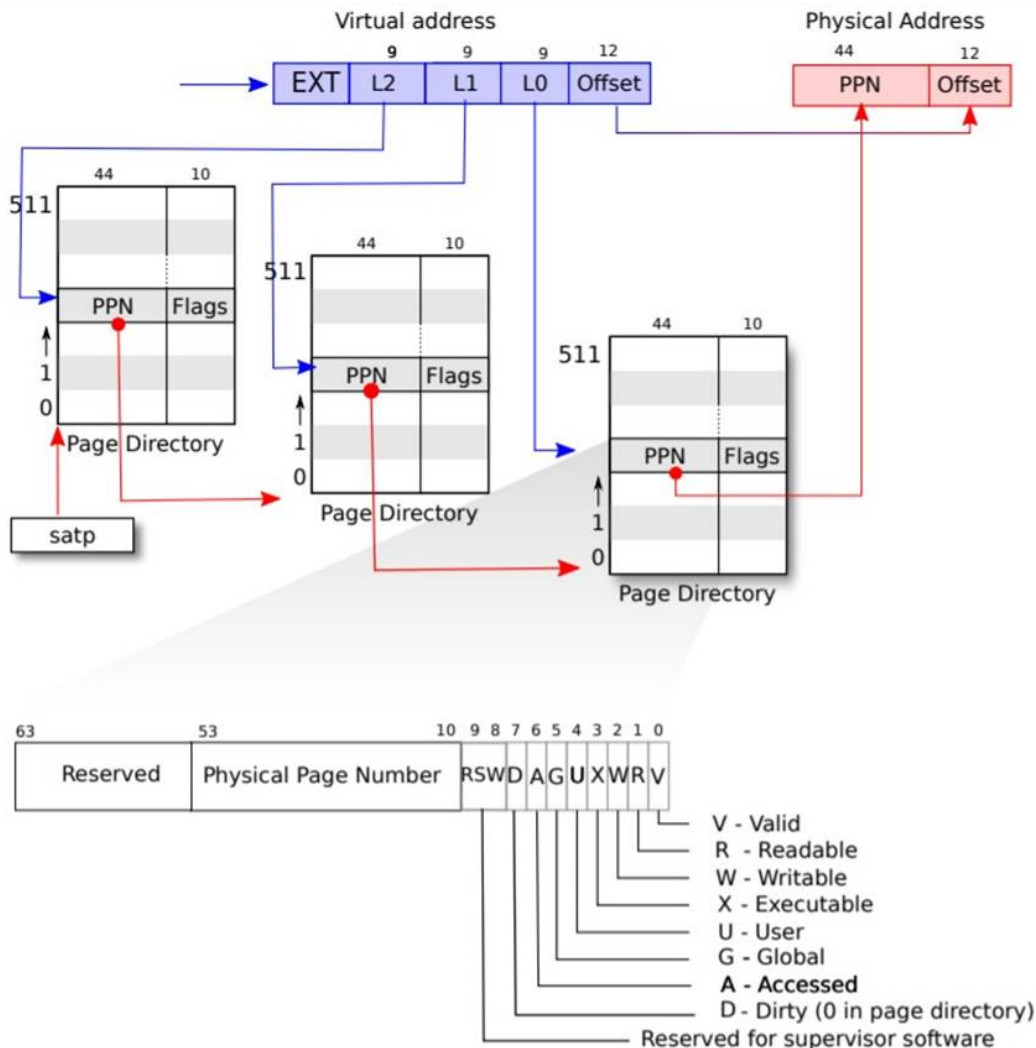 Virtual address
Physical Address
9 9 9 12
44 12
EXT L2 L1 L0 Offset
PPN Offset
44 10
511
PPN Flags
1
0
Page Directory
satp
44 10
511
PPN Flags
1
0
Page Directory
44 10
511
PPN Flags
1
0
Page Directory
63 53 10 9 8 7 6 5 4 3 2 1 0
Reserved Physical Page Number RSW D A G U X W R V
V - Valid
R - Readable
W - Writable
X - Executable
U - User
G - Global
A - Accessed
D - Dirty (0 in page directory)
Reserved for supervisor software